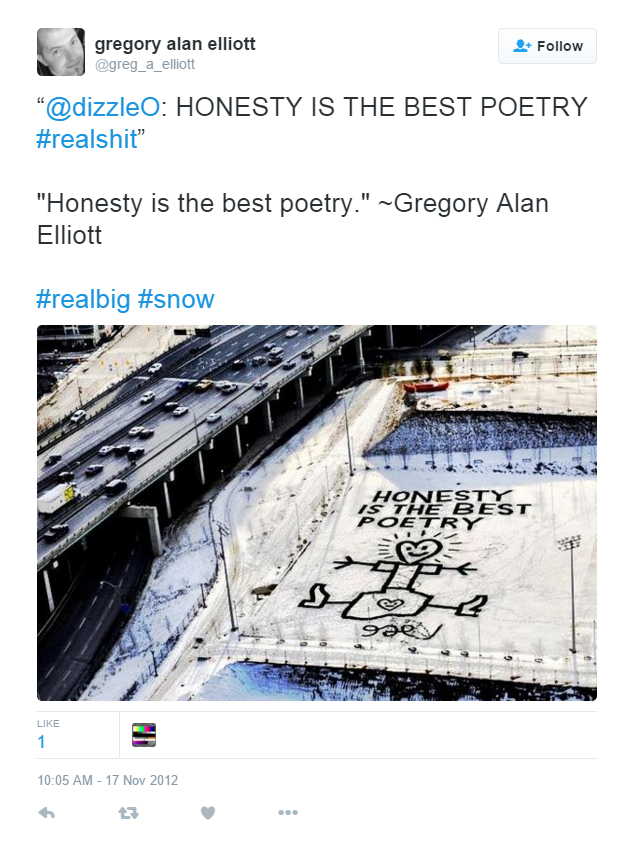 gregory alan elliott
@greg_a_elliott
Follow
“@dizzleO: HONESTY IS THE BEST POETRY
#realshit”
"Honesty is the best poetry." ~Gregory Alan
Elliott
#realbig #snow
HONESTY
IS THE BEST
POETRY
LIKE
1
10:05 AM - 17 Nov 2012